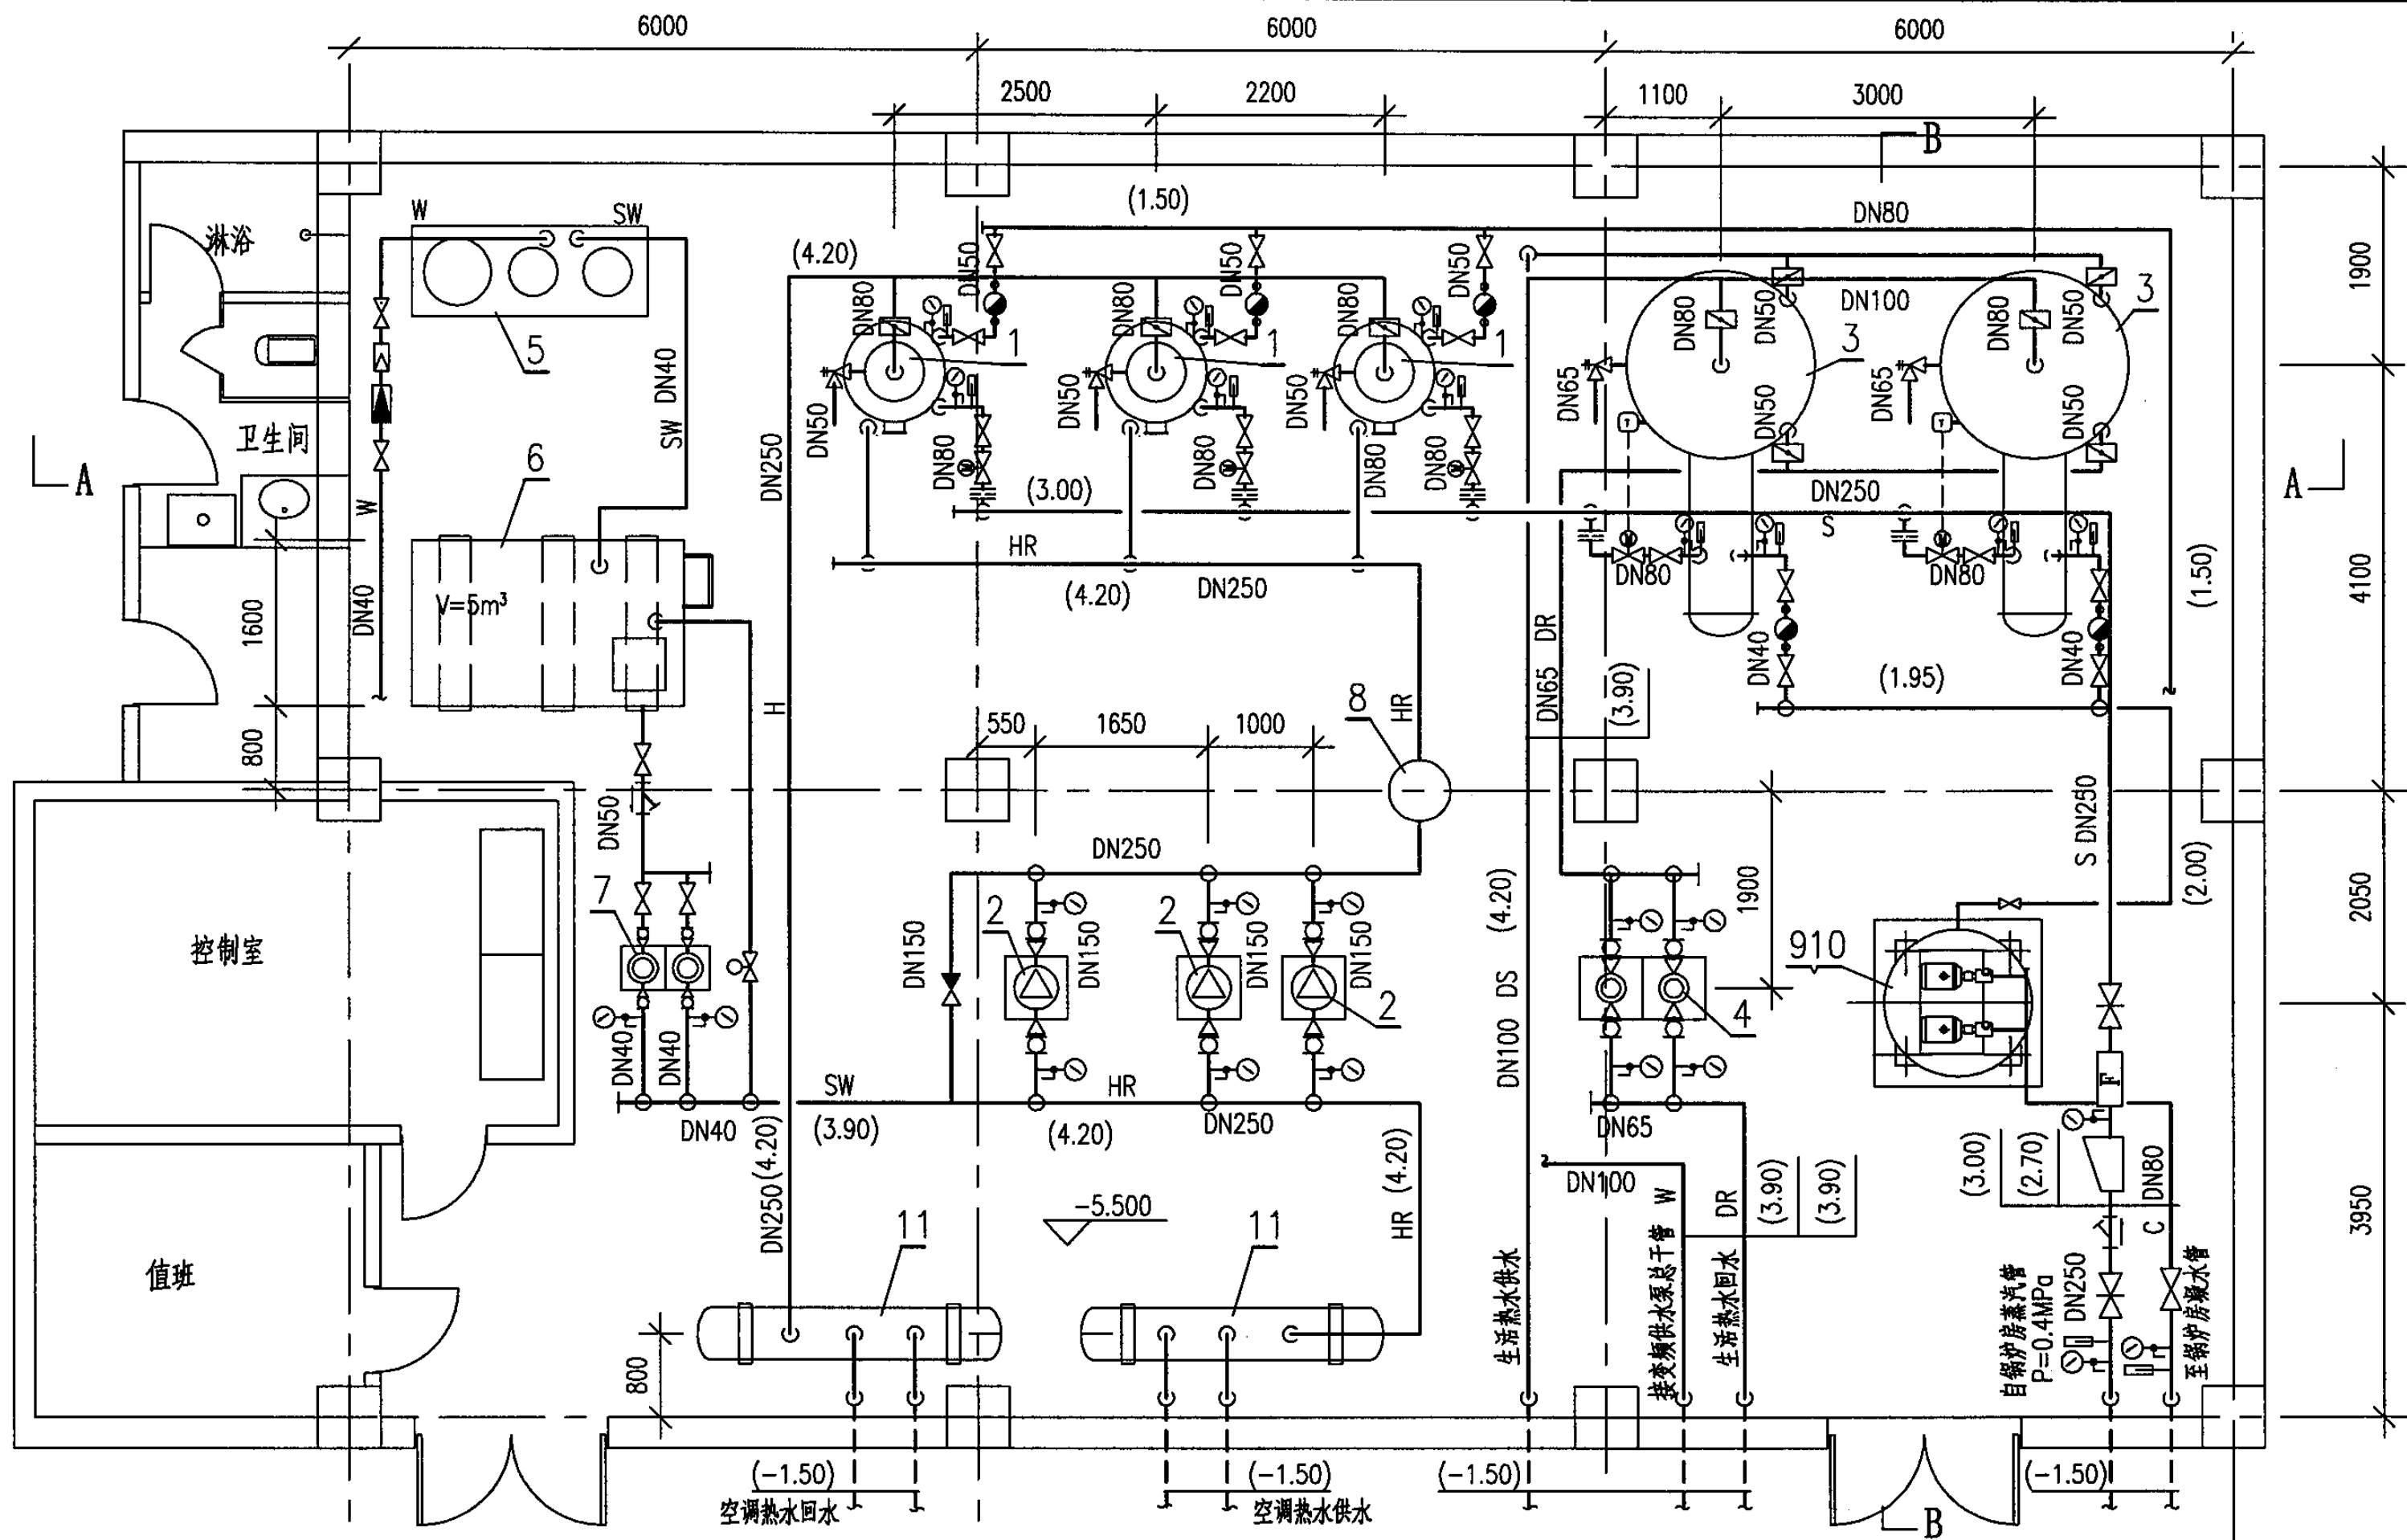 6000
6000
6000
2500
2200
1100
3000
B
(1.50)
DN80
淋浴
W
SW
(4.20)
DN50
DN50
DN50
1900
DN80
DN80
DN80
DN100
DN80
DN50
DN80
DN50
3
5
1
1
1
3
SW DN40
DN50
DN50
DN50
DN65
DN65
DN50
DN50
卫生间
A
6
W
DN250
DN80
DN80
DN80
DN80
(3.00)
DN250
A
S
HR
V=5m³
(4.20)
DN250
DN80
DN80
(1.50)
4100
1600
DN40
DR
DN65
(3.90)
DN40
DN40
(1.95)
H
8
HR
550
1650
1000
800
DN50
DN250
S DN250
1900
(2.00)
2050
7
2
2
DN150
DN150
DN150
DN150
(4.20)
DS
DN100
910
控制室
2
4
DN40
DN40
SW
HR
F
DN40
(3.90)
(4.20)
DN250
DN65
(4.20)
DN250
(4.20)
HR
DN100
W
DR
(3.90)
(3.90)
(3.00)
(2.70)
DN80
C
3950
-5.500
值班
11
11
800
生活热水供水
接变频供水泵总干管
生活热水回水
自锅炉房蒸汽管
P=0.4MPa
DN250
至锅炉房凝水管
(-1.50)
(-1.50)
(-1.50)
(-1.50)
空调热水回水
空调热水供水
B